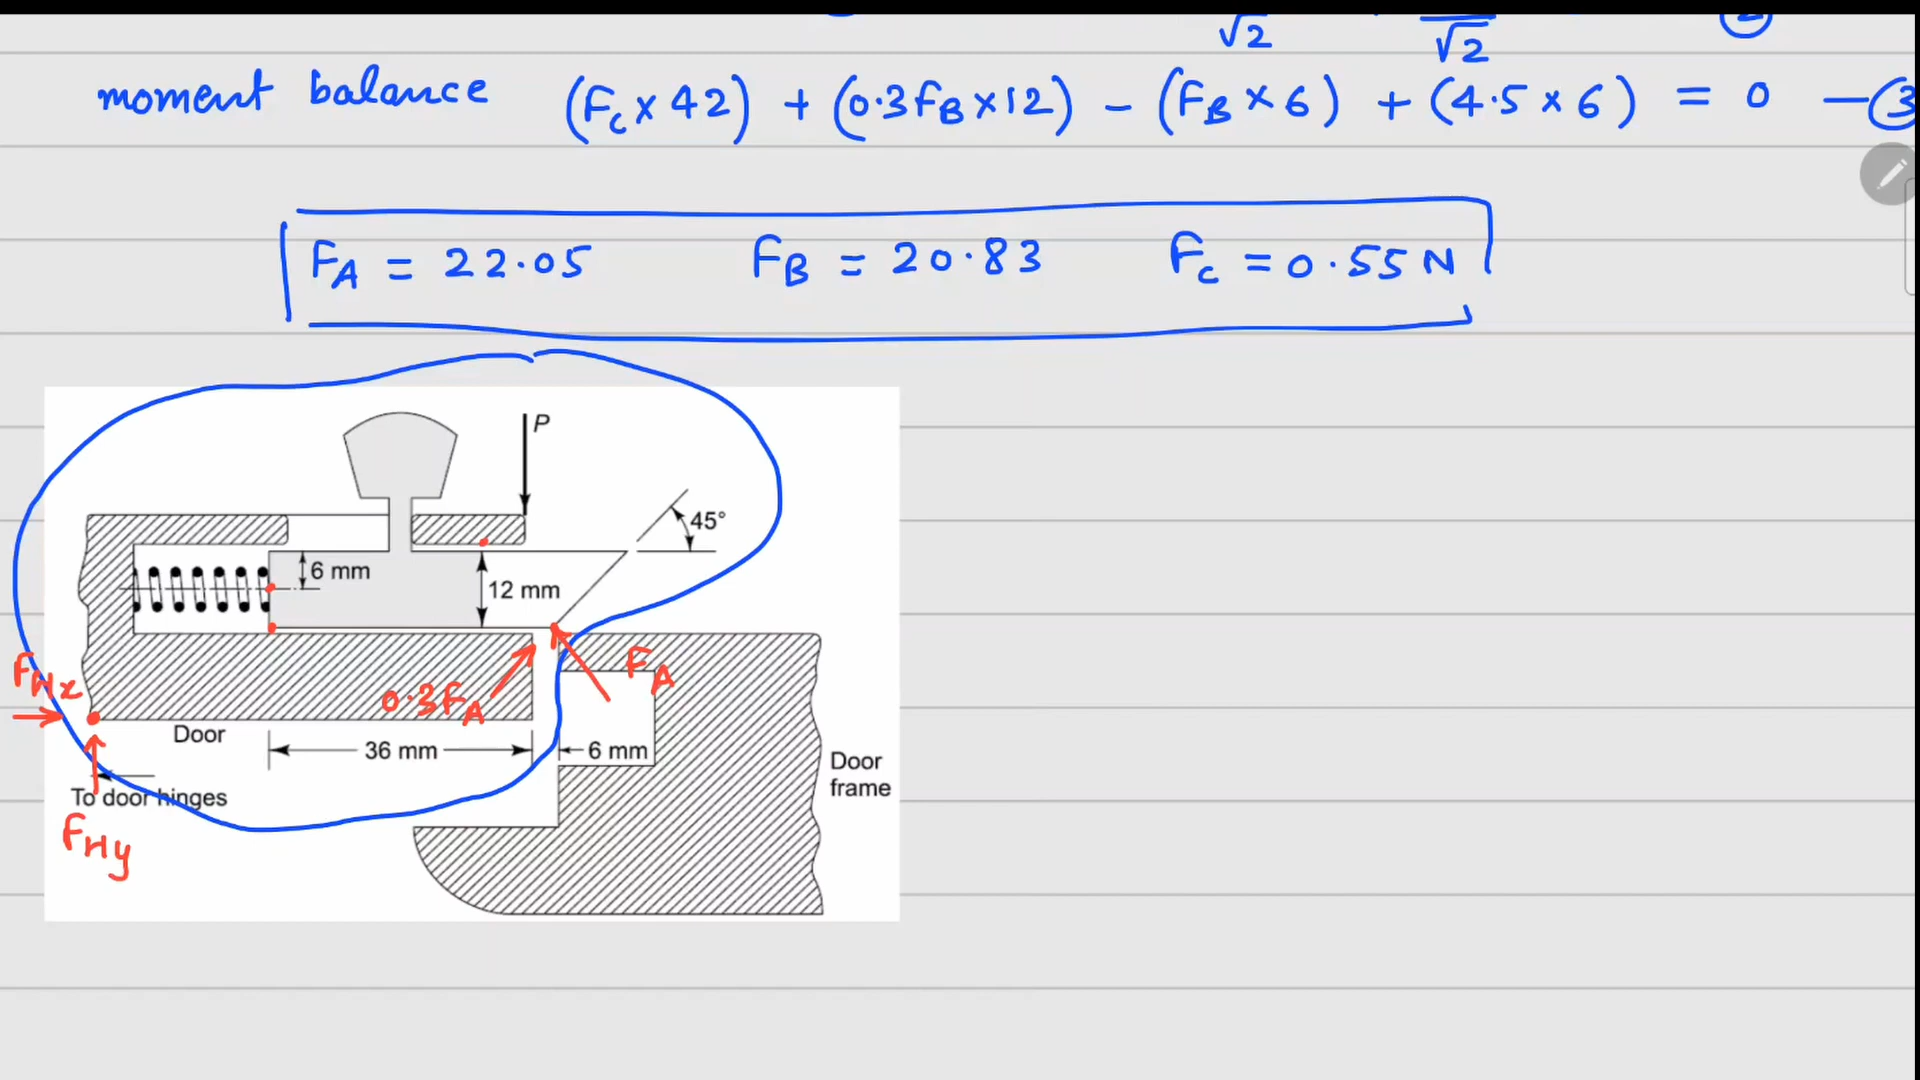 √2 √2 2
moment balance (Fc × 42) + (0.3FB × 12) - (FB × 6) + (4.5 × 6) = 0 — 3
FA = 22.05 FB = 20.83 Fc = 0.55 N
P
45°
6 mm
12 mm
FHx
0.3FA
FA
Door
36 mm
6 mm
Door
frame
To door hinges
FHy